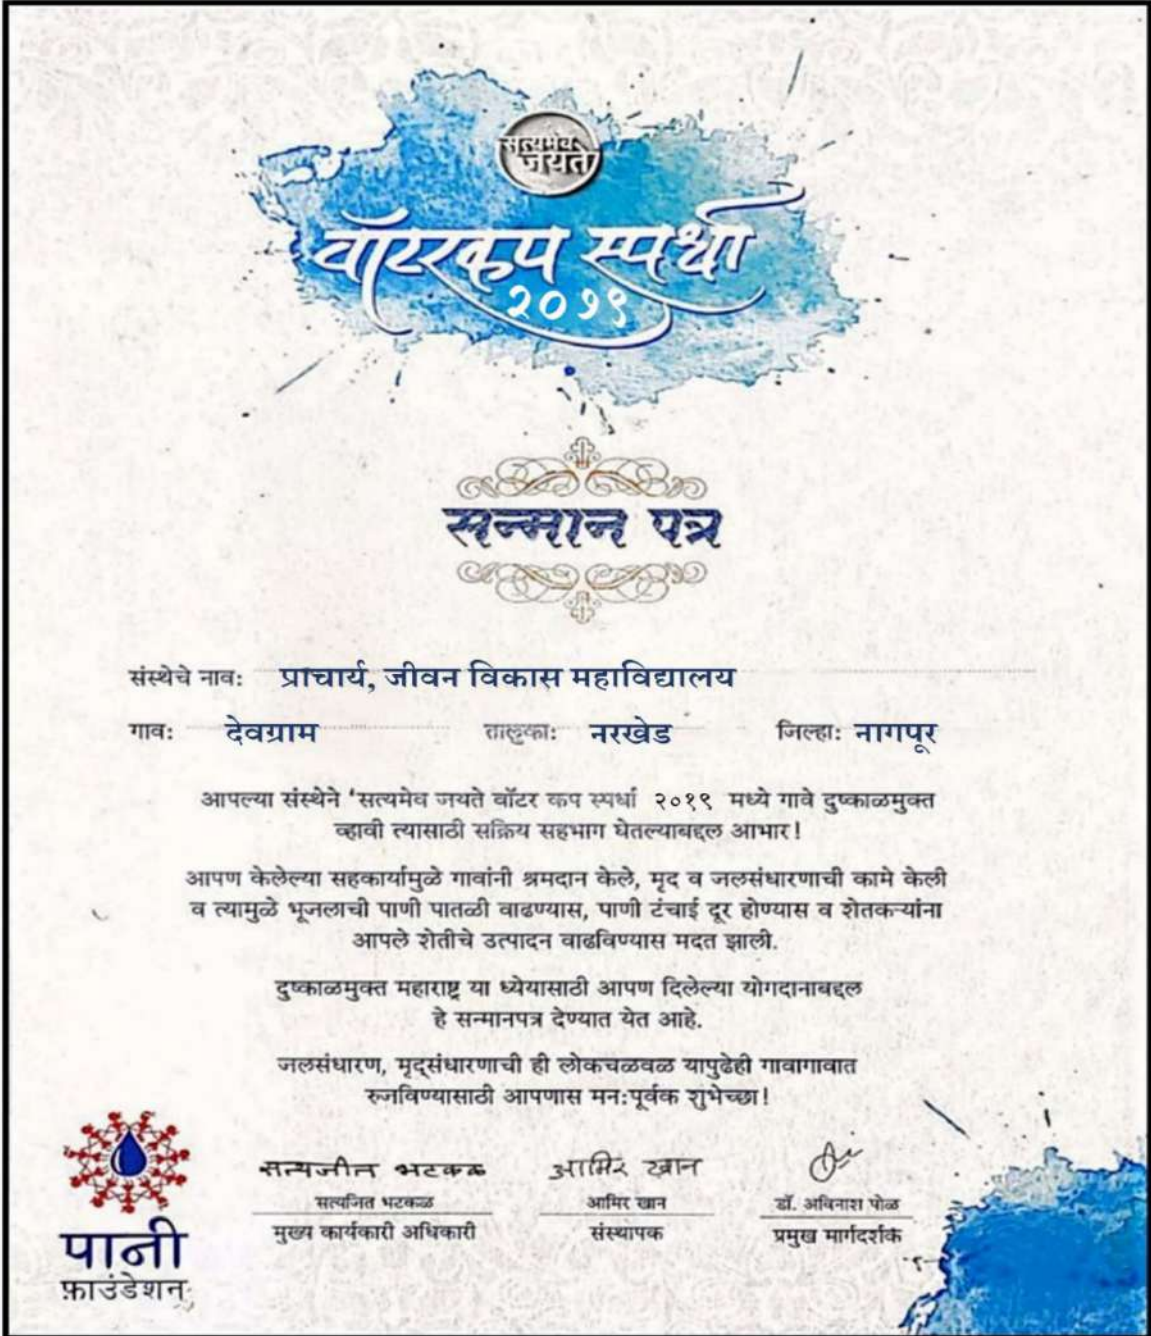 सत्यमेव
जयते
वॉटरकप स्पर्धा
२०१९
सन्मान पत्र
संस्थेचे नाव: प्राचार्य, जीवन विकास महाविद्यालय
गाव: देवग्राम तालुका: नरखेड जिल्हा: नागपूर
आपल्या संस्थेने 'सत्यमेव जयते वॉटर कप स्पर्धा २०१९ मध्ये गावे दुष्काळमुक्त
व्हावी त्यासाठी सक्रिय सहभाग घेतल्याबद्दल आभार!
आपण केलेल्या सहकार्यामुळे गावांनी श्रमदान केले, मृद व जलसंधारणाची कामे केली
व त्यामुळे भूजलाची पाणी पातळी वाढण्यास, पाणी टंचाई दूर होण्यास व शेतकऱ्यांना
आपले शेतीचे उत्पादन वाढविण्यास मदत झाली.
दुष्काळमुक्त महाराष्ट्र या ध्येयासाठी आपण दिलेल्या योगदानाबद्दल
हे सन्मानपत्र देण्यात येत आहे.
जलसंधारण, मृद्संधारणाची ही लोकचळवळ यापुढेही गावागावात
रुजविण्यासाठी आपणास मन:पूर्वक शुभेच्छा!
सत्यजीत भटकळ आमिर खान
सत्यजित भटकळ आमिर खान डॉ. अविनाश पोळ
मुख्य कार्यकारी अधिकारी संस्थापक प्रमुख मार्गदर्शक
पानी
फ़ाउंडेशन